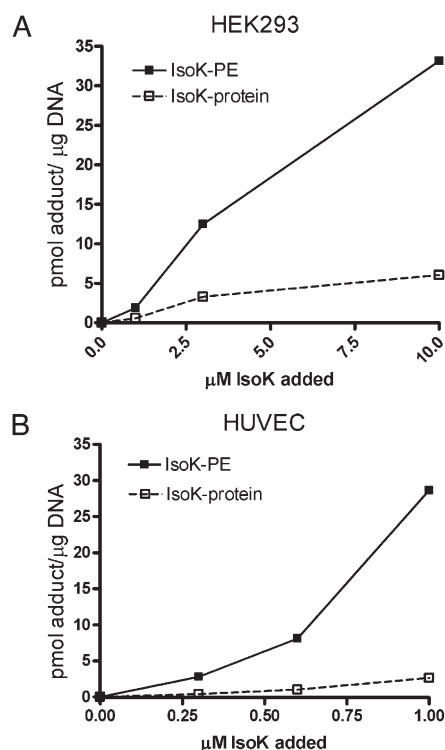 A
HEK293
35
30
25
20
15
10
5
0
pmol adduct/ μg DNA
IsoK-PE
IsoK-protein
0.0
2.5
5.0
7.5
10.0
μM IsoK added
B
HUVEC
35
30
25
20
15
10
5
0
pmol adduct/μg DNA
IsoK-PE
IsoK-protein
0.00
0.25
0.50
0.75
1.00
μM IsoK added